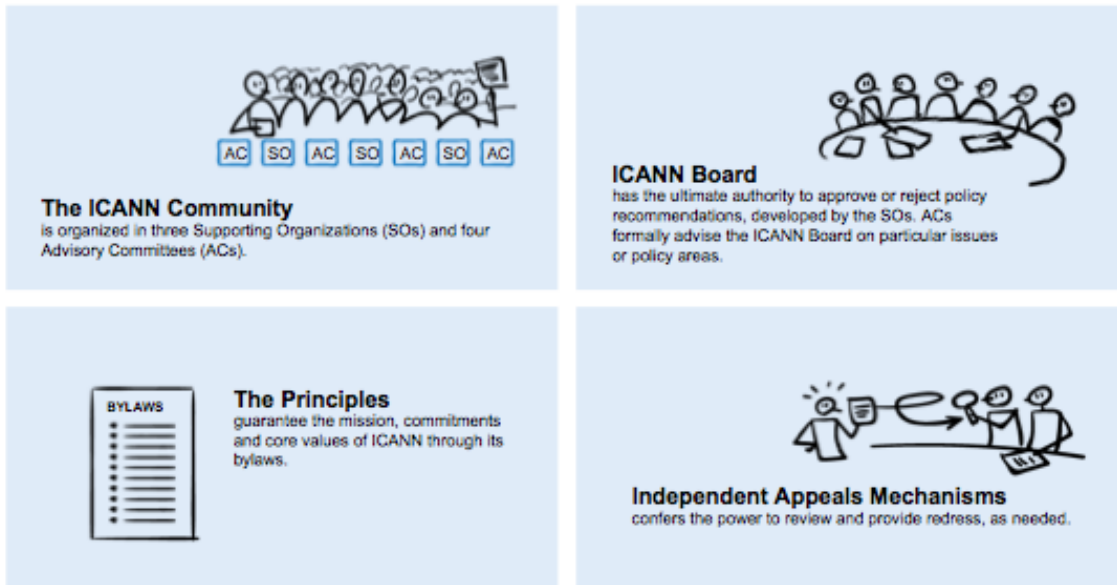 AC SO AC SO AC SO AC
The ICANN Community
is organized in three Supporting Organizations (SOs) and four
Advisory Committees (ACs).
ICANN Board
has the ultimate authority to approve or reject policy
recommendations, developed by the SOs. ACs
formally advise the ICANN Board on particular issues
or policy areas.
BYLAWS
The Principles
guarantee the mission, commitments
and core values of ICANN through its
bylaws.
Independent Appeals Mechanisms
confers the power to review and provide redress, as needed.